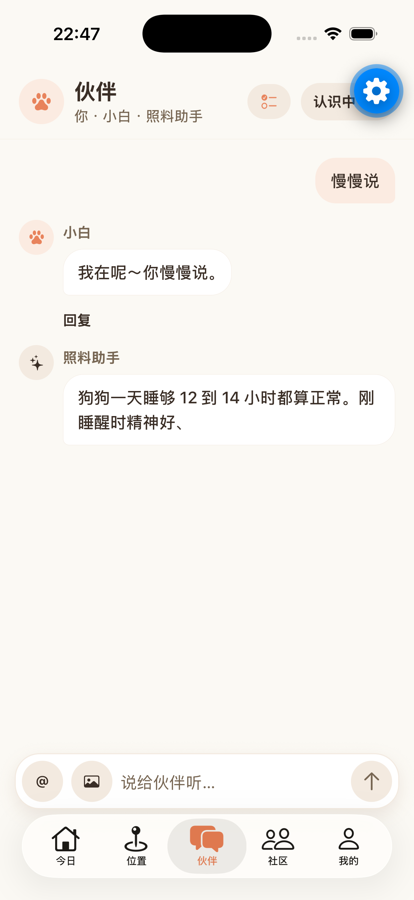 22:47
伙伴
你 · 小白 · 照料助手
认识中
慢慢说
小白
我在呢～你慢慢说。
回复
照料助手
狗狗一天睡够 12 到 14 小时都算正常。刚
睡醒时精神好、
@
说给伙伴听...
今日
位置
伙伴
社区
我的